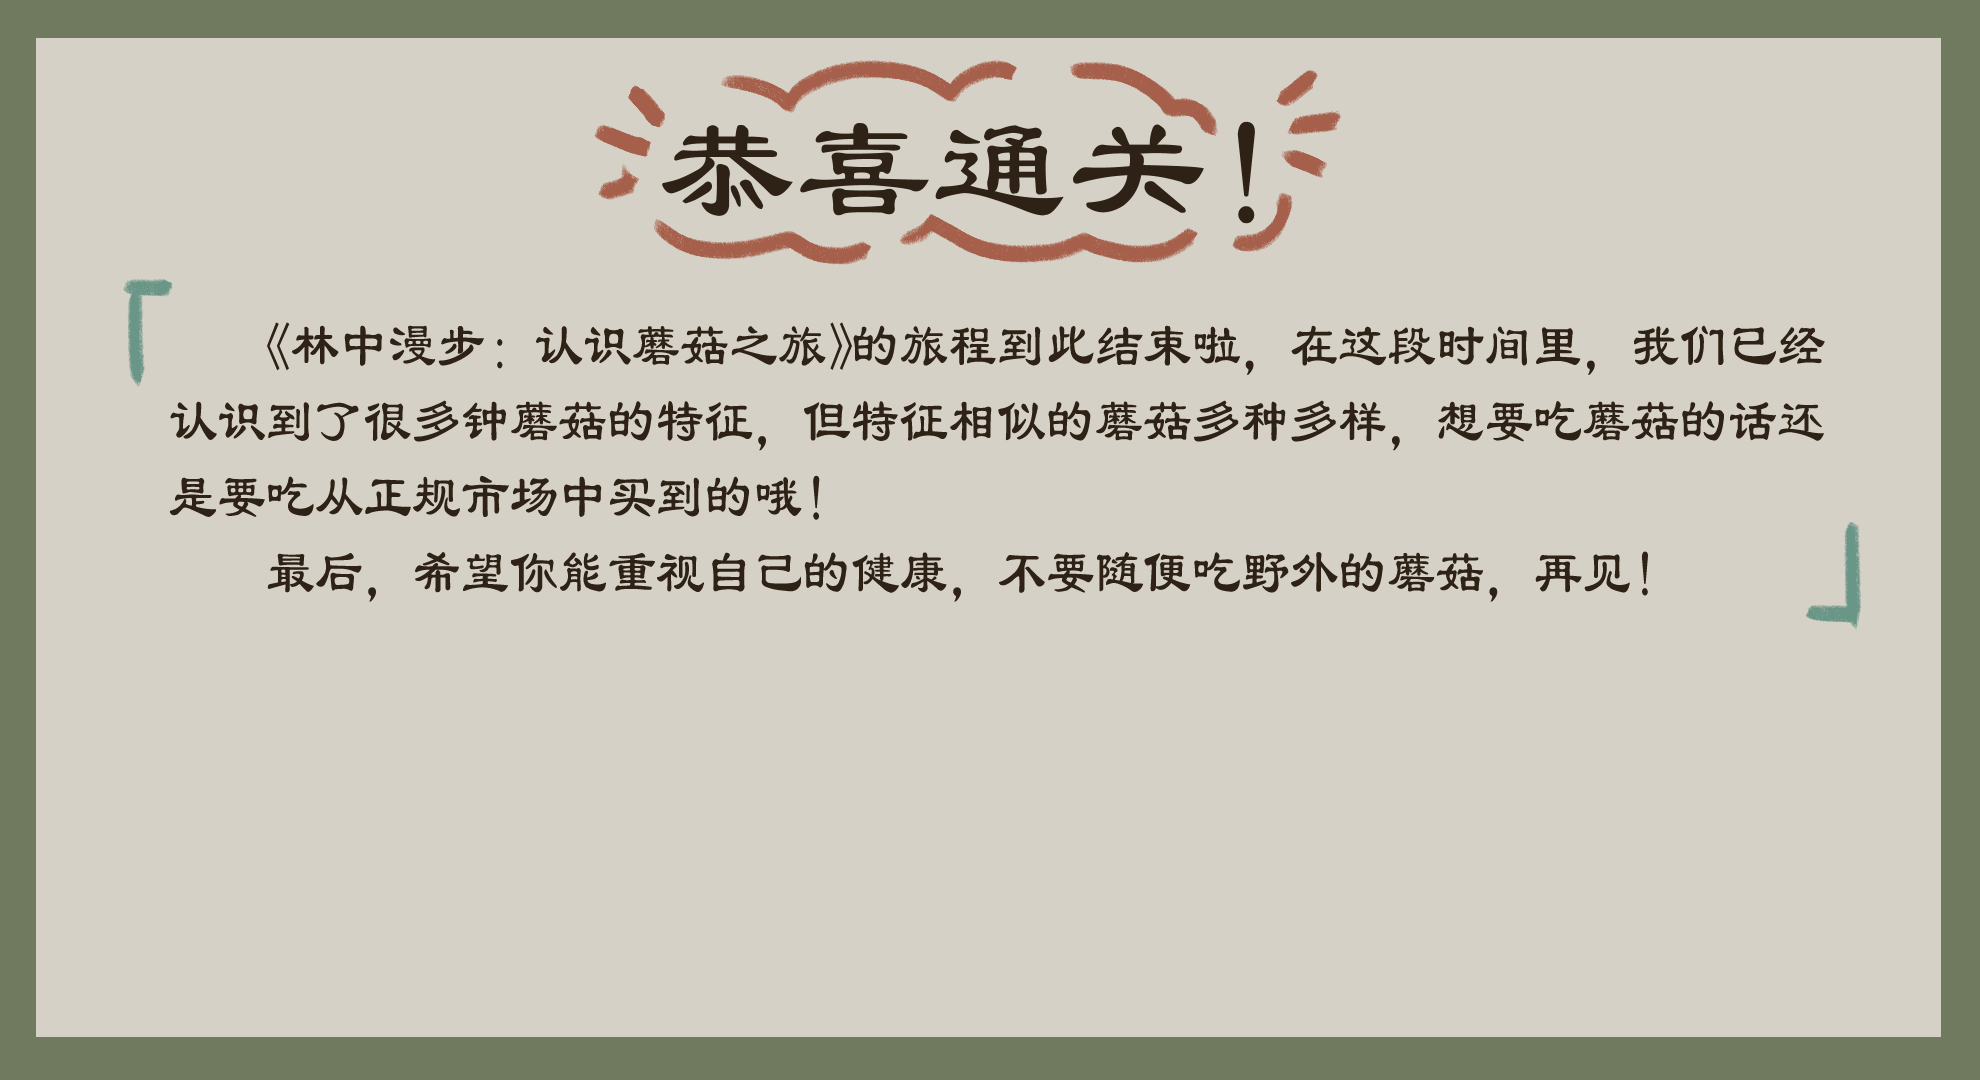 恭喜通关!
《林中漫步:认识蘑菇之旅》的旅程到此结束啦,在这段时间里,我们已经
认识到了很多钟蘑菇的特征,但特征相似的蘑菇多种多样,想要吃蘑菇的话还
是要吃从正规市场中买到的哦!
最后,希望你能重视自己的健康,不要随便吃野外的蘑菇,再见!